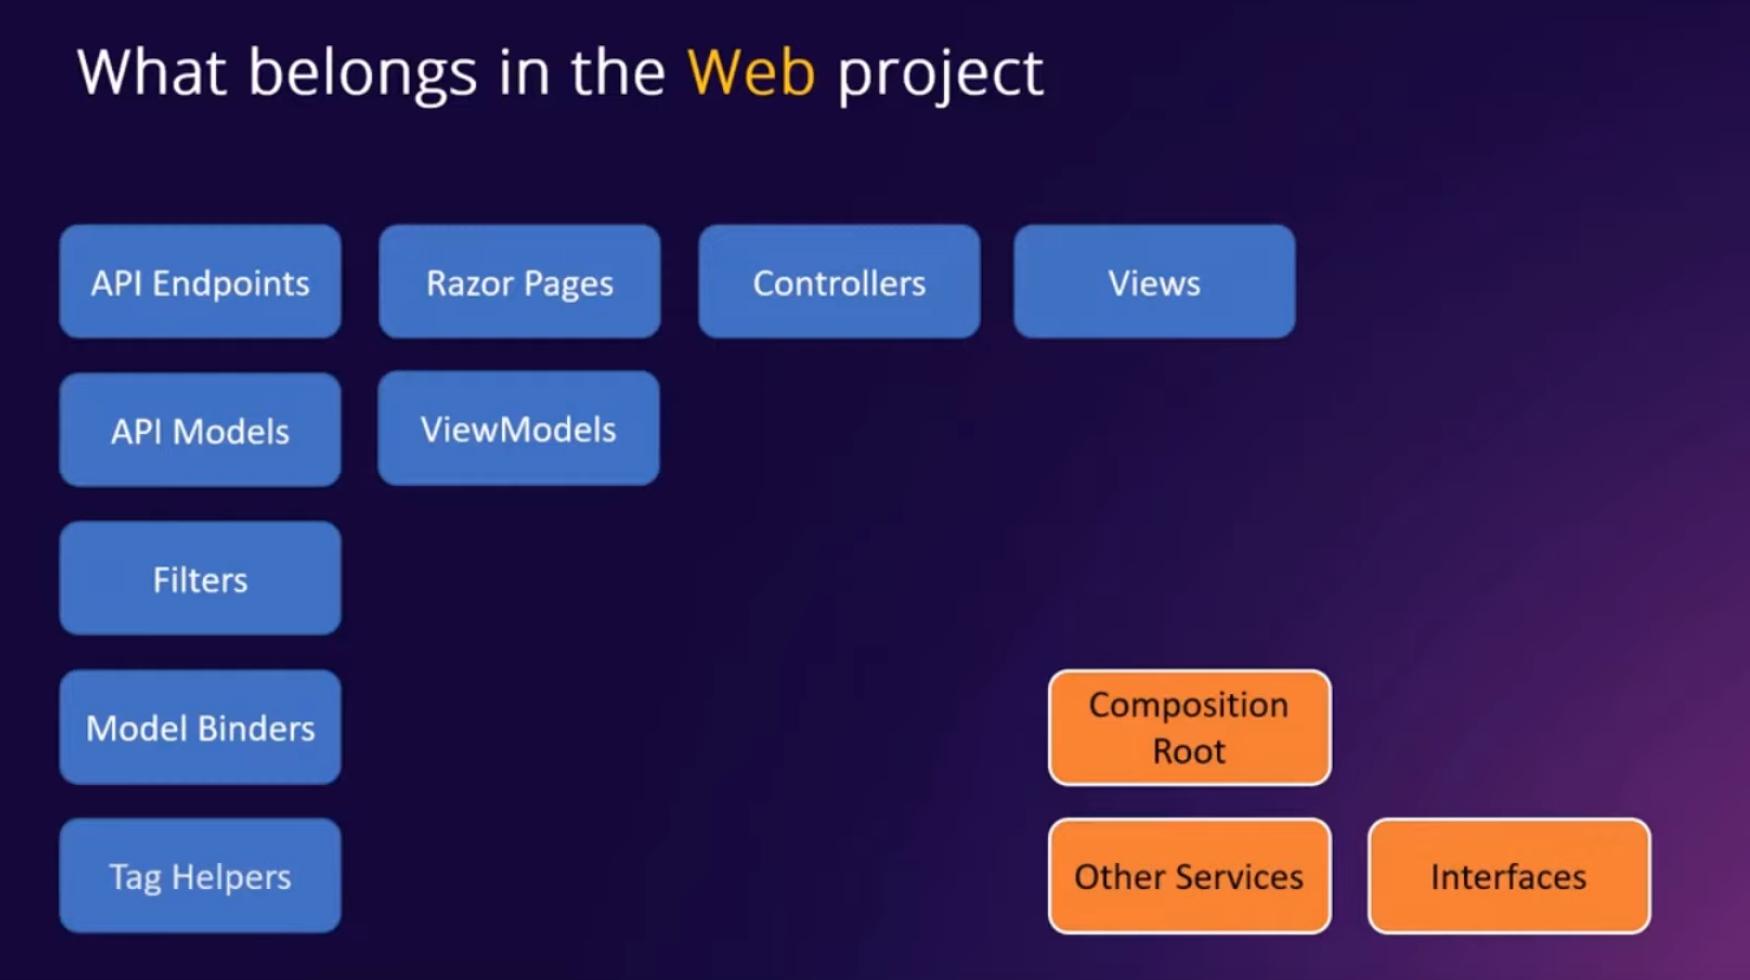 What belongs in the Web project
API Endpoints
Razor Pages
Controllers
Views
API Models
ViewModels
Filters
Model Binders
Composition
Root
Tag Helpers
Other Services
Interfaces